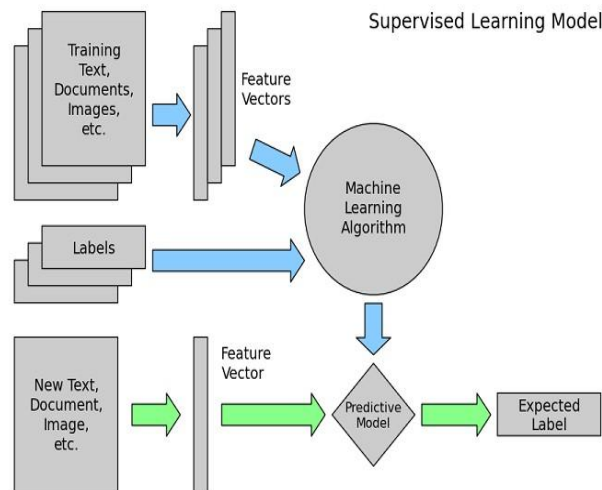 Supervised Learning Model
Training
Text,
Documents,
Images,
etc.
Feature
Vectors
Machine
Learning
Algorithm
Labels
New Text,
Document,
Image,
etc.
Feature
Vector
Predictive
Model
Expected
Label